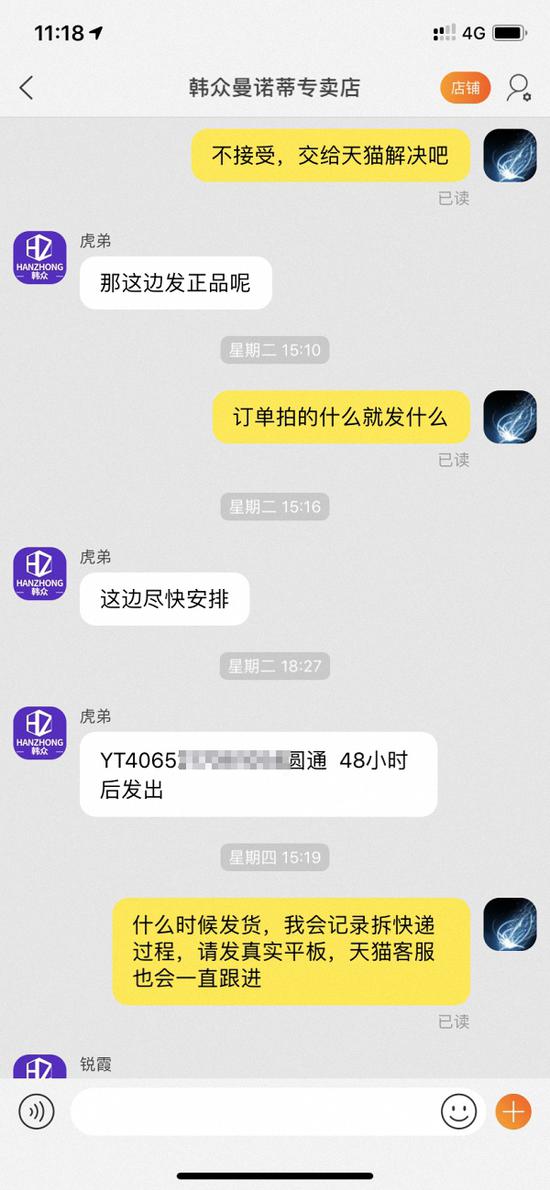 11:18
4G
韩众曼诺蒂专卖店
店铺
不接受，交给天猫解决吧
已读
虎弟
HANZHONG
韩众
那这边发正品呢
星期二 15:10
订单拍的什么就发什么
已读
星期二 15:16
虎弟
HANZHONG
韩众
这边尽快安排
星期二 18:27
虎弟
HANZHONG
韩众
YT4065圆通 48小时
后发出
星期四 15:19
什么时候发货，我会记录拆快递
过程，请发真实平板，天猫客服
也会一直跟进
已读
锐霞